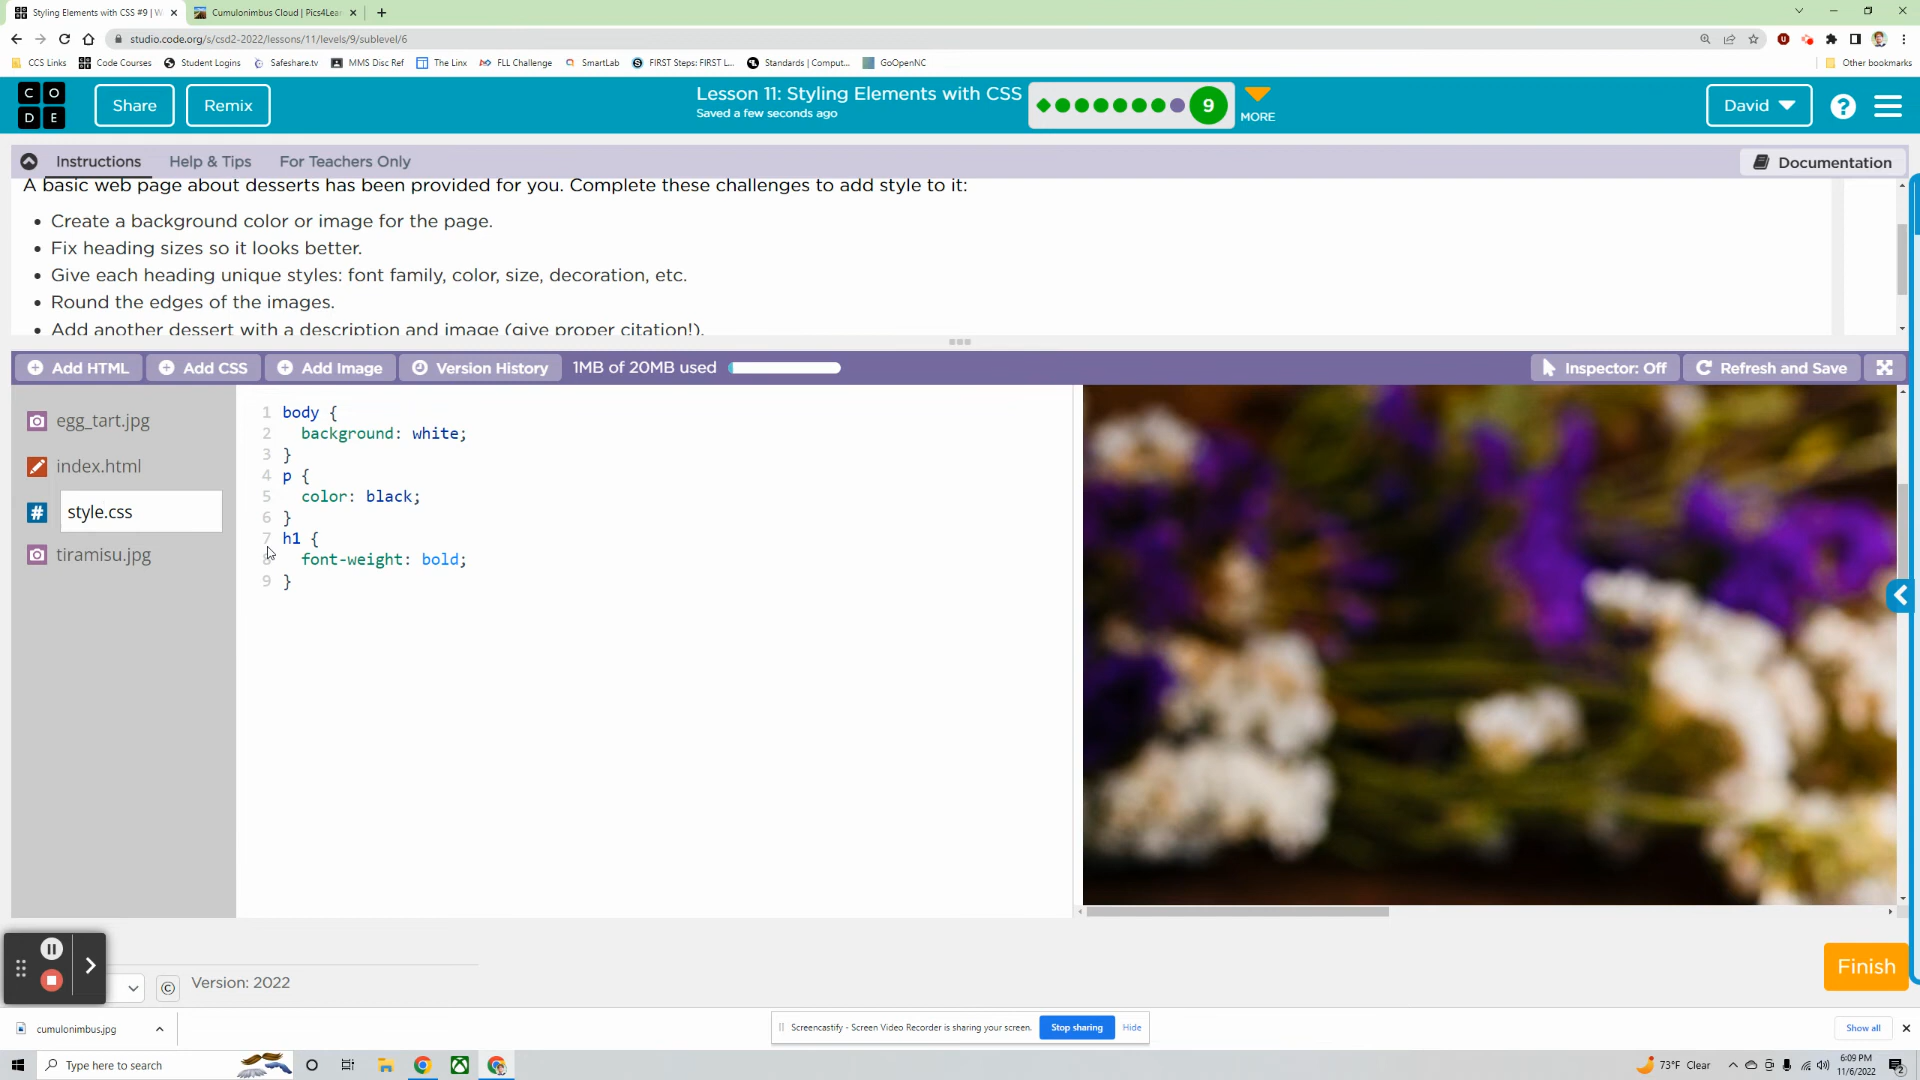 Styling Elements with CSS #9 | W
Cumulonimbus Cloud | Pics4Lear
studio.code.org/s/csd2-2022/lessons/11/levels/9/sublevel/6
CCS Links
Code Courses
Student Logins
Safeshare.tv
MMS Disc Ref
The Linx
FLL Challenge
SmartLab
FIRST Steps: FIRST L...
Standards | Comput...
GoOpenNC
Other bookmarks
C O
D E
Share
Remix
Lesson 11: Styling Elements with CSS
Saved a few seconds ago
9
MORE
David
?
Instructions
Help & Tips
For Teachers Only
Documentation
A basic web page about desserts has been provided for you. Complete these challenges to add style to it:
• Create a background color or image for the page.
• Fix heading sizes so it looks better.
• Give each heading unique styles: font family, color, size, decoration, etc.
• Round the edges of the images.
• Add another dessert with a description and image (give proper citation!).
Add HTML
Add CSS
Add Image
Version History
1MB of 20MB used
Inspector: Off
Refresh and Save
egg_tart.jpg
index.html
# style.css
tiramisu.jpg
1 body {
2 background: white;
3 }
4 p {
5 color: black;
6 }
7 h1 {
8 font-weight: bold;
9 }
Finish
© Version: 2022
cumulonimbus.jpg
Screencastify - Screen Video Recorder is sharing your screen.
Stop sharing
Hide
Show all
Type here to search
73°F Clear
6:09 PM
11/6/2022
2